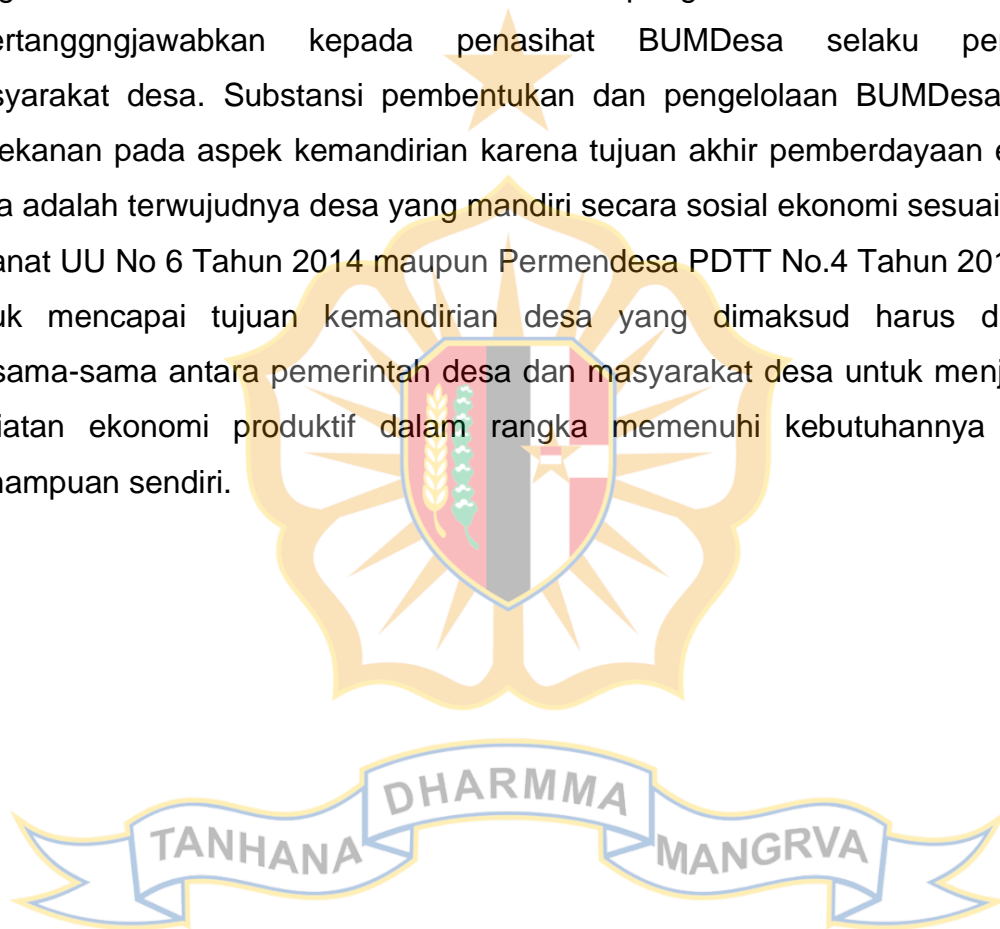 ertanggngjawabkan kepada penasihat BUMDesa selaku per
syarakat desa. Substansi pembentukan dan pengelolaan BUMDesa
ekanan pada aspek kemandirian karena tujuan akhir pemberdayaan e
a adalah terwujudnya desa yang mandiri secara sosial ekonomi sesuai
anat UU No 6 Tahun 2014 maupun Permendesa PDTT No.4 Tahun 201
uk mencapai tujuan kemandirian desa yang dimaksud harus d
sama-sama antara pemerintah desa dan masyarakat desa untuk menj
iatan ekonomi produktif dalam rangka memenuhi kebutuhannya
mampuan sendiri.
TANHANA DHARMMA MANGRVA